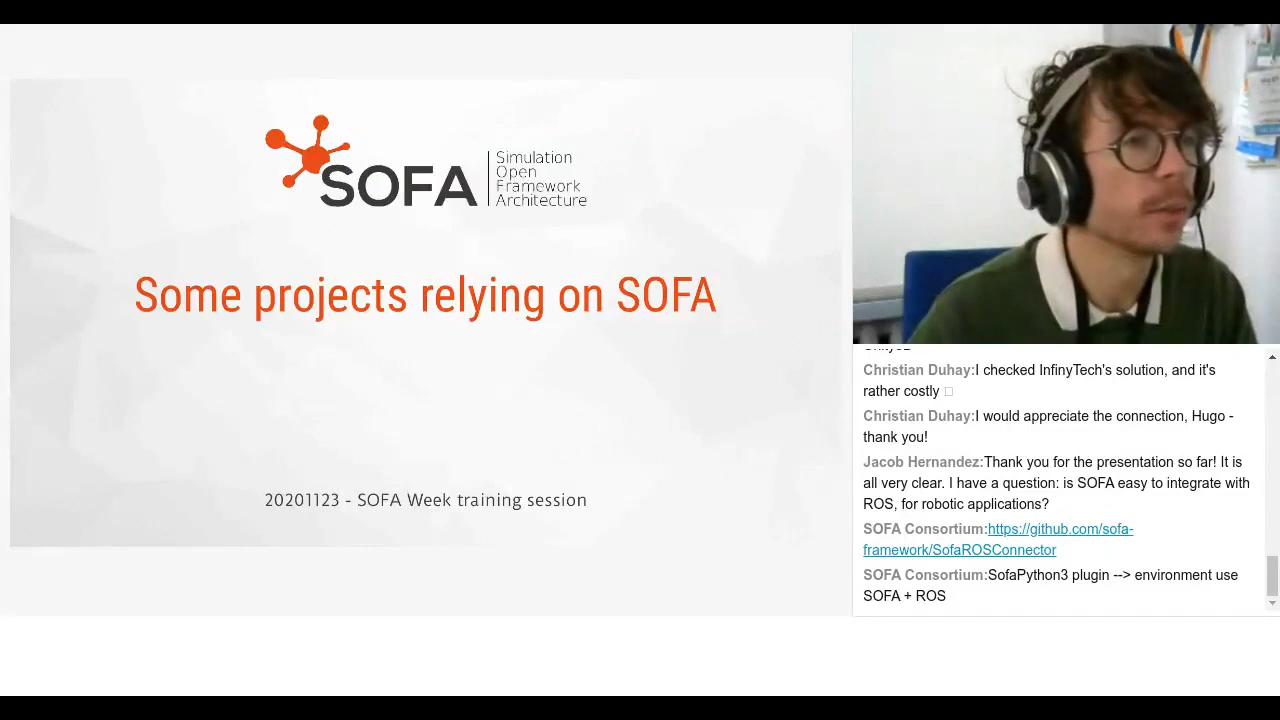 SOFA
Simulation
Open
Framework
Architecture
Some projects relying on SOFA
20201123 - SOFA Week training session
Christian Duhay:I checked InfinyTech's solution, and it's
rather costly
Christian Duhay:I would appreciate the connection, Hugo -
thank you!
Jacob Hernandez:Thank you for the presentation so far! It is
all very clear. I have a question: is SOFA easy to integrate with
ROS, for robotic applications?
SOFA Consortium:https://github.com/sofa-
framework/SofaROSConnector
SOFA Consortium:SofaPython3 plugin --> environment use
SOFA + ROS